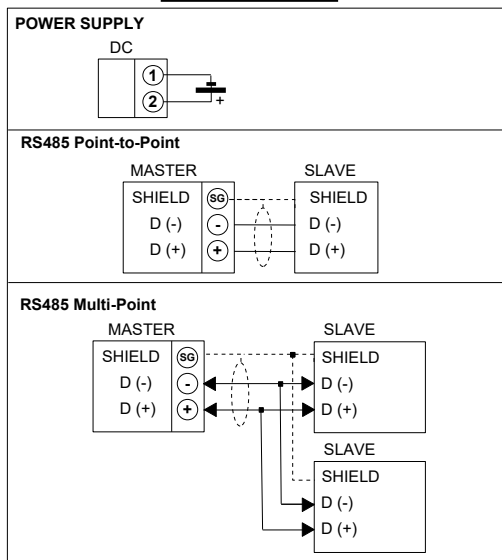 POWER SUPPLY
DC
1
2
+
RS485 Point-to-Point
MASTER SLAVE
SHIELD SG SHIELD
D (-) - D (-)
D (+) + D (+)
RS485 Multi-Point
MASTER SLAVE
SHIELD SG SHIELD
D (-) - D (-)
D (+) + D (+)
SLAVE
SHIELD
D (-)
D (+)